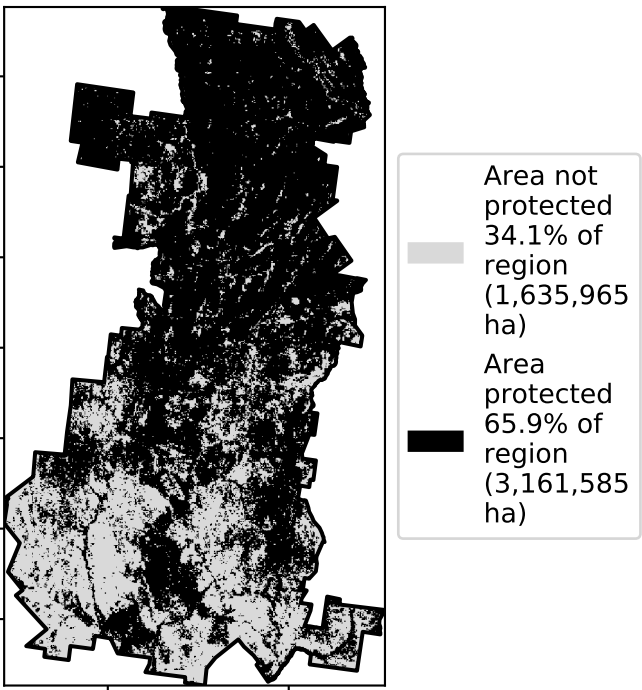 Area not
protected
34.1% of
region
(1,635,965
ha)
Area
protected
65.9% of
region
(3,161,585
ha)